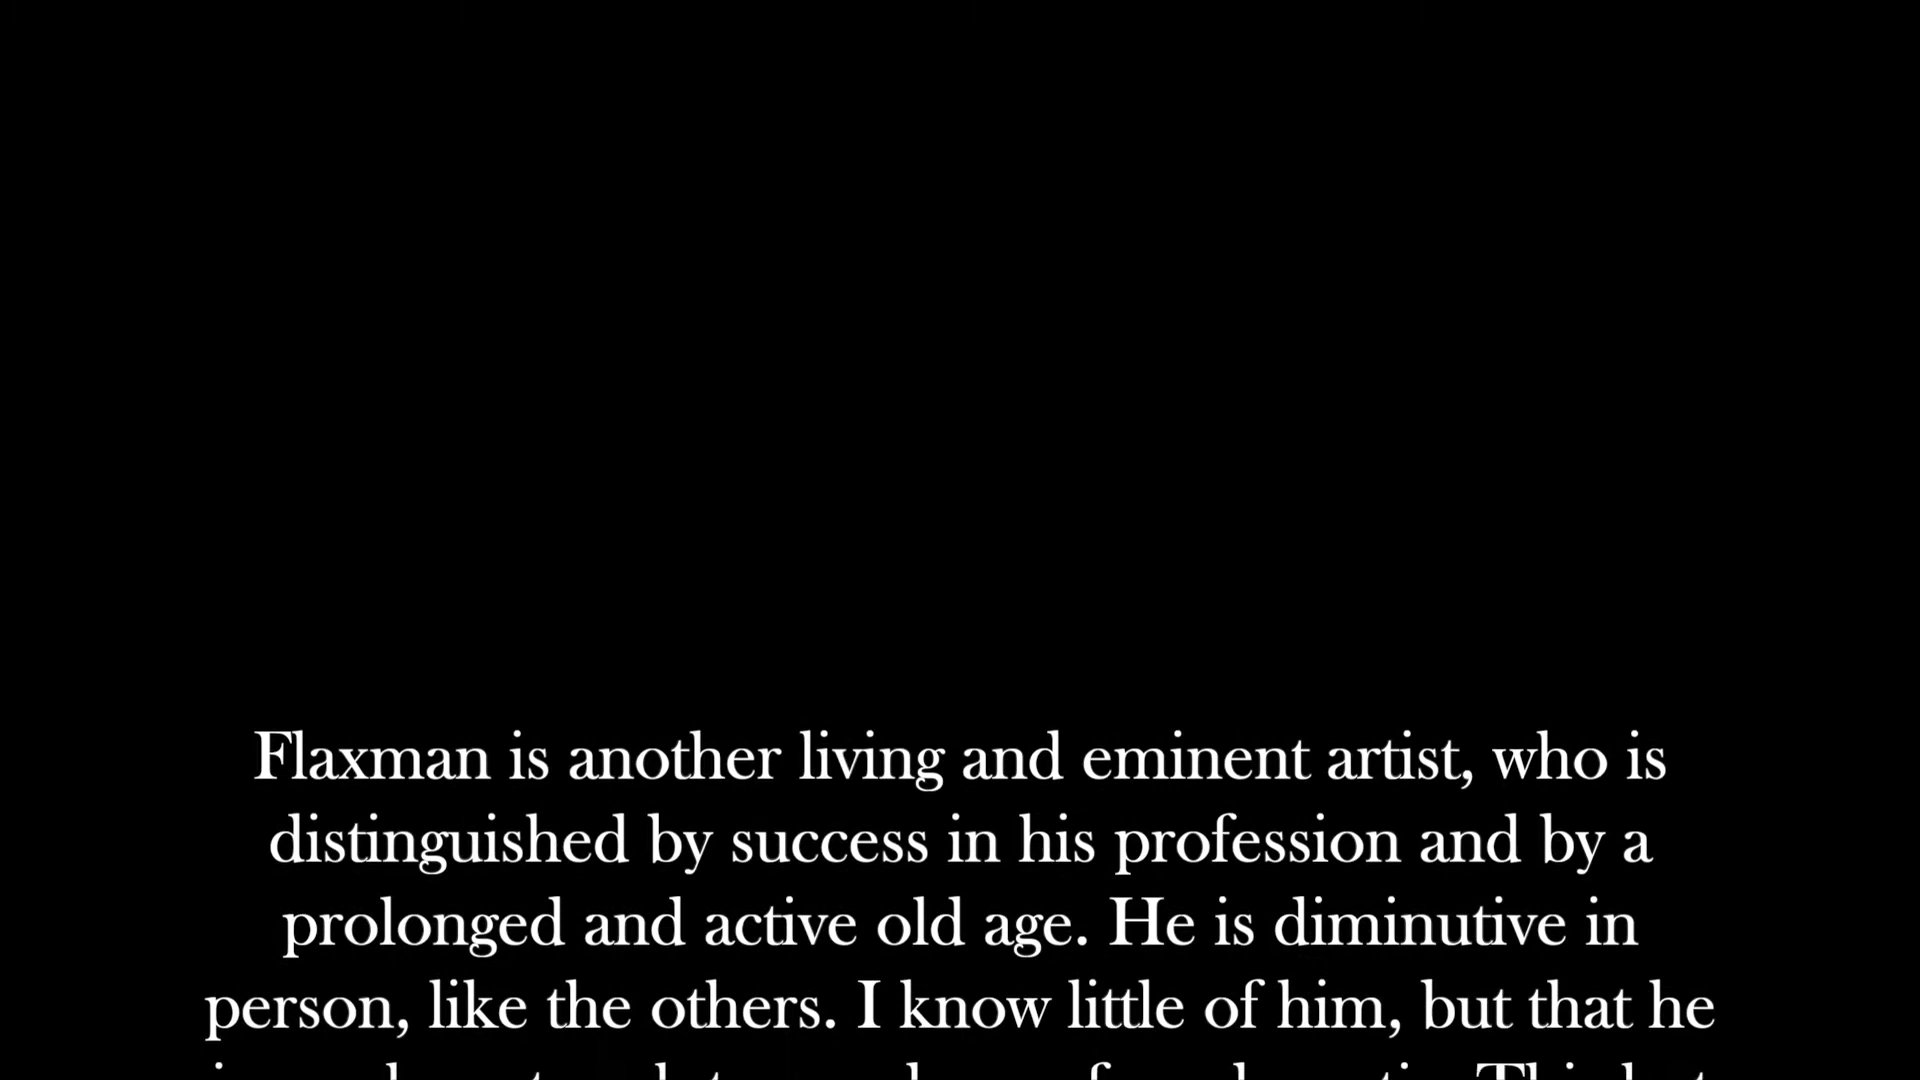 Flaxman is another living and eminent artist, who is
distinguished by success in his profession and by a
prolonged and active old age. He is diminutive in
person, like the others. I know little of him, but that he